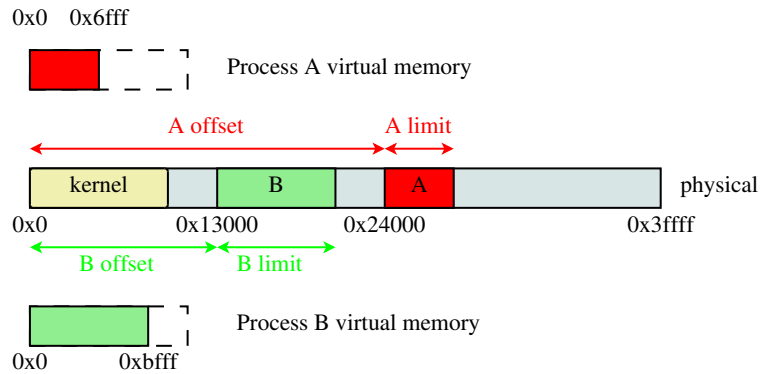 0x0 0x6fff
Process A virtual memory
A offset A limit
kernel B A physical
0x0 0x13000 0x24000 0x3ffff
B offset B limit
Process B virtual memory
0x0 0xbfff